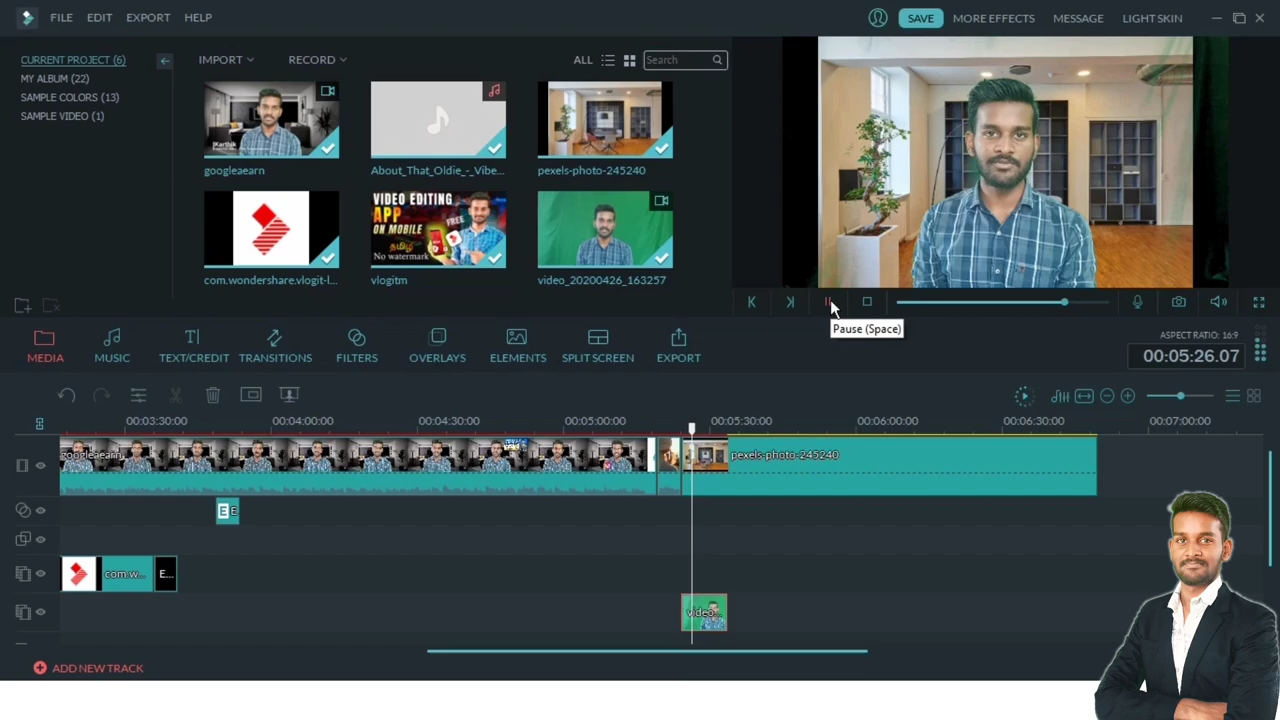 FILE EDIT EXPORT HELP
SAVE MORE EFFECTS MESSAGE LIGHT SKIN
CURRENT PROJECT (6)
MY ALBUM (22)
SAMPLE COLORS (13)
SAMPLE VIDEO (1)
IMPORT RECORD ALL Search
googleaearn About_That_Oldie_-_Vibe... pexels-photo-245240
VIDEO EDITING
APP
ON MOBILE
FREE
தமிழ்
No watermark
com.wondershare.vlogit-l... vlogitm video_20200426_163257
Pause (Space)
MEDIA MUSIC TEXT/CREDIT TRANSITIONS FILTERS OVERLAYS ELEMENTS SPLIT SCREEN EXPORT
ASPECT RATIO: 16:9
00:05:26.07
00:03:30:00 00:04:00:00 00:04:30:00 00:05:00:00 00:05:30:00 00:06:00:00 00:06:30:00 00:07:00:00
googleaearn pexels-photo-245240
E E
com.w... E...
video...
ADD NEW TRACK